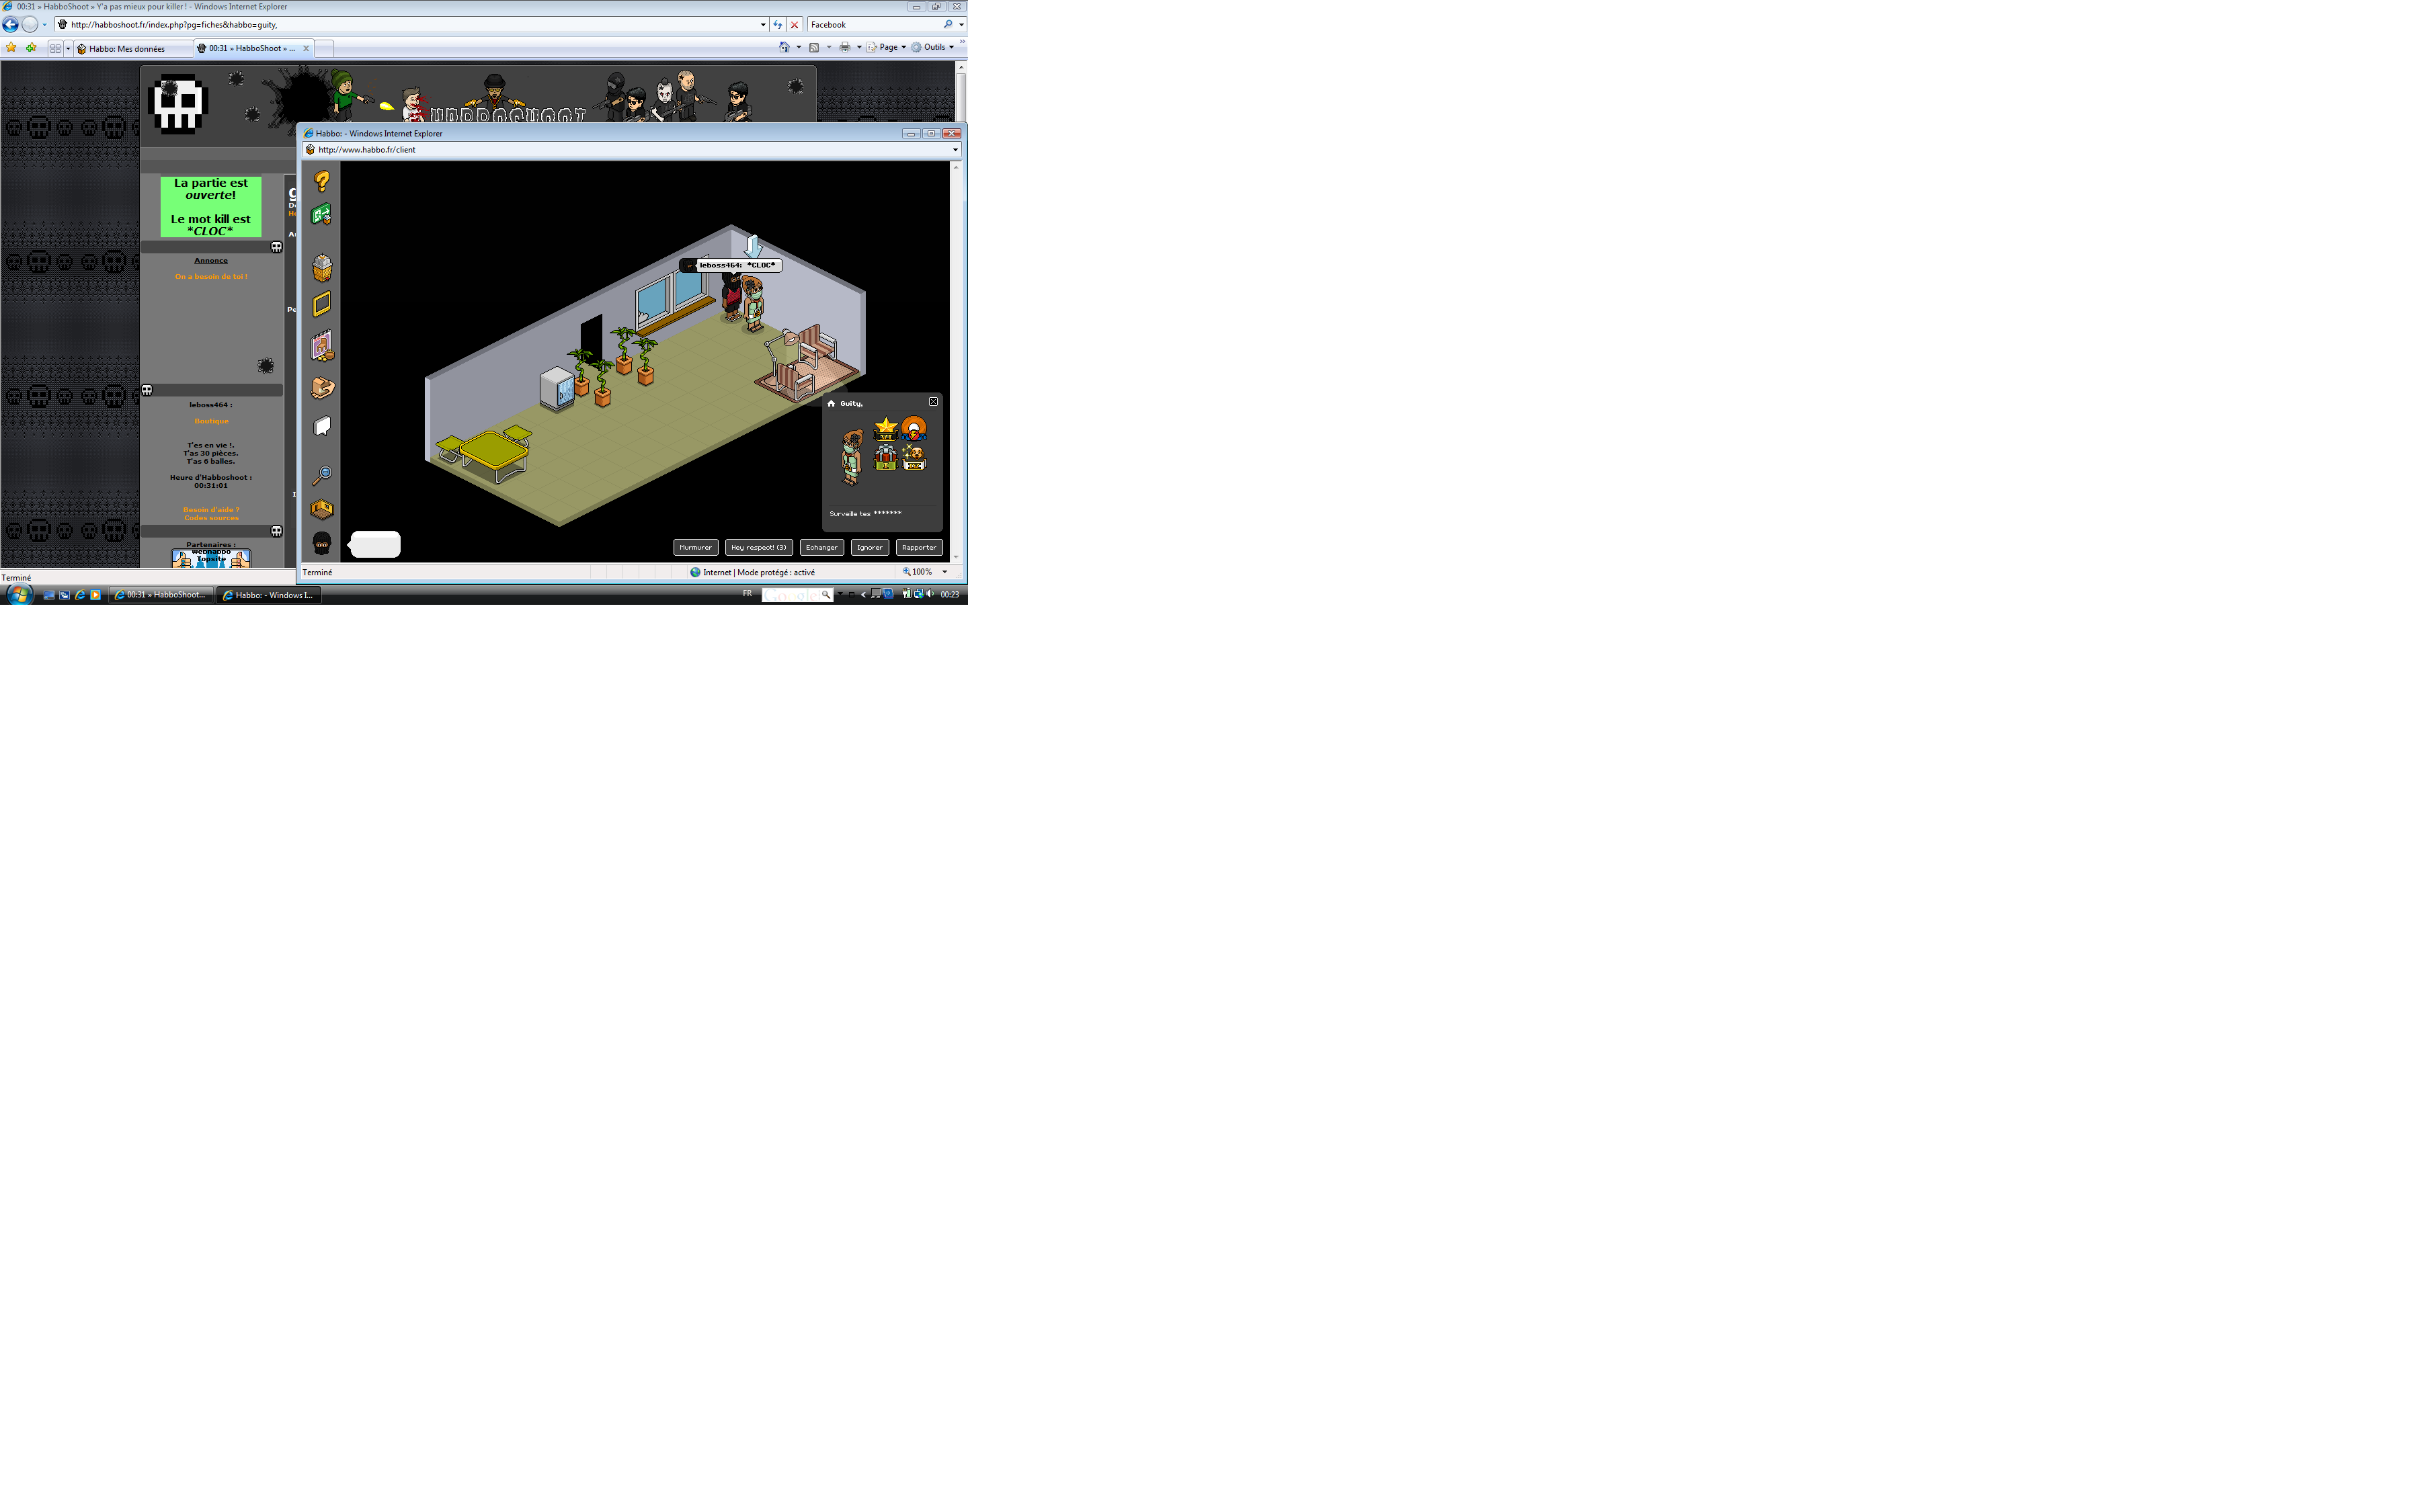 00:31 » HabboShoot » Y'a pas mieux pour killer ! - Windows Internet Explorer
http://habboshoot.fr/index.php?pg=fiches&habbo=guity,
Facebook
Habbo: Mes données
00:31 » HabboShoot » ...
Page
Outils
HABBOSHOOT
La partie est
ouverte!
Le mot kill est
*CLOC*
Annonce
On a besoin de toi !
leboss464 :
Boutique
T'es en vie !.
T'as 30 pièces.
T'as 6 balles.
Heure d'Habboshoot :
00:31:01
Besoin d'aide ?
Codes sources
Partenaires :
Webhabbo
Topsite
Terminé
Habbo: - Windows Internet Explorer
http://www.habbo.fr/client
leboss464: *CLOC*
Guity,
Surveille tes *******
Murmurer
Hey respect! (3)
Echanger
Ignorer
Rapporter
Terminé
Internet | Mode protégé : activé
100%
00:31 » HabboShoot...
Habbo: - Windows I...
FR
Google
00:23